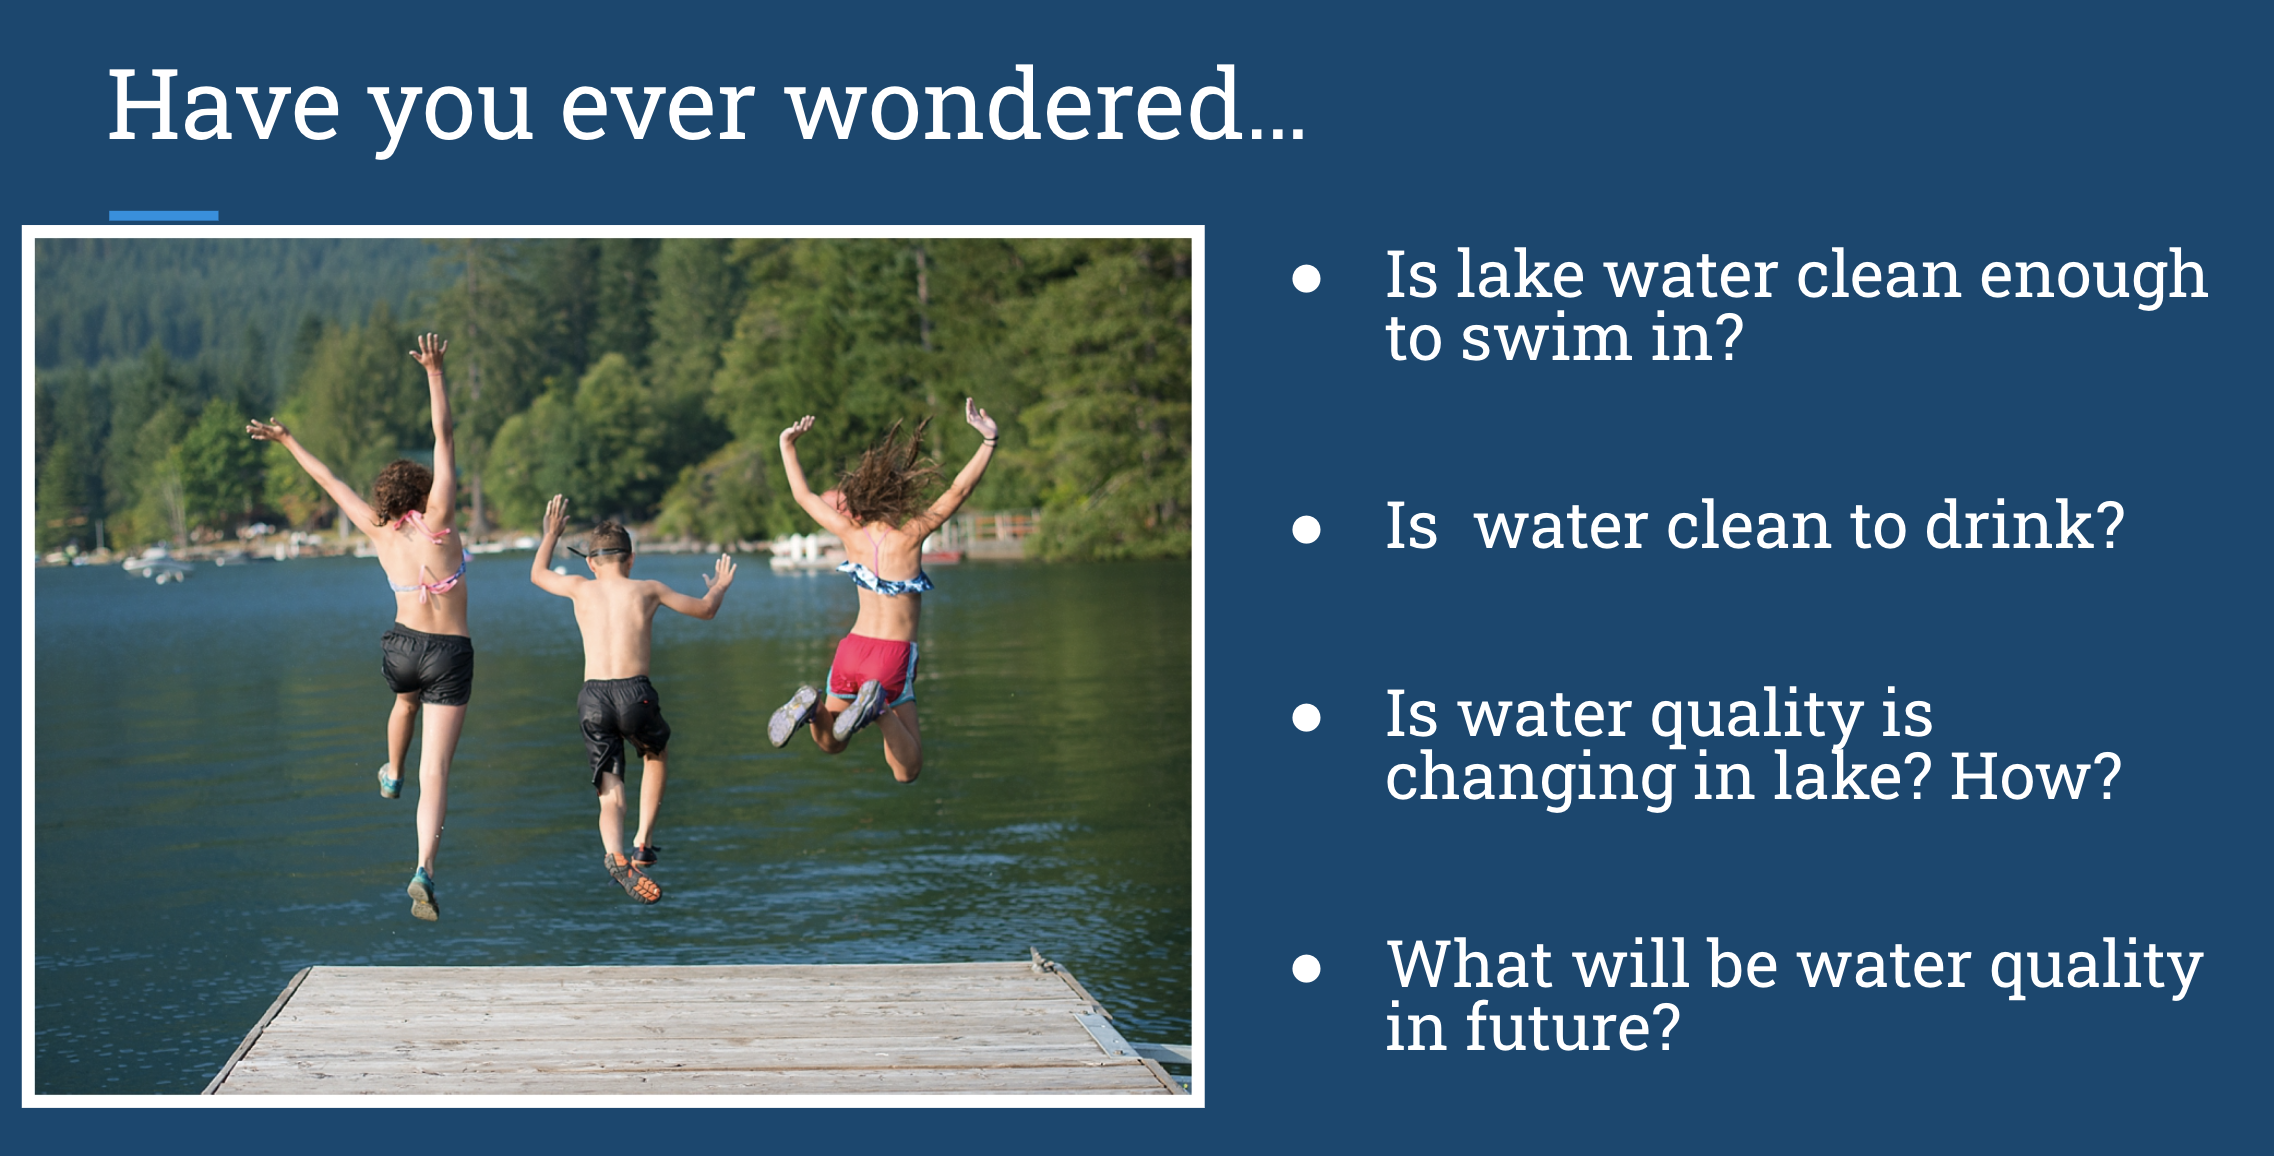 Have you ever wondered...
● Is lake water clean enough
to swim in?
● Is  water clean to drink?
● Is water quality is
changing in lake? How?
● What will be water quality
in future?